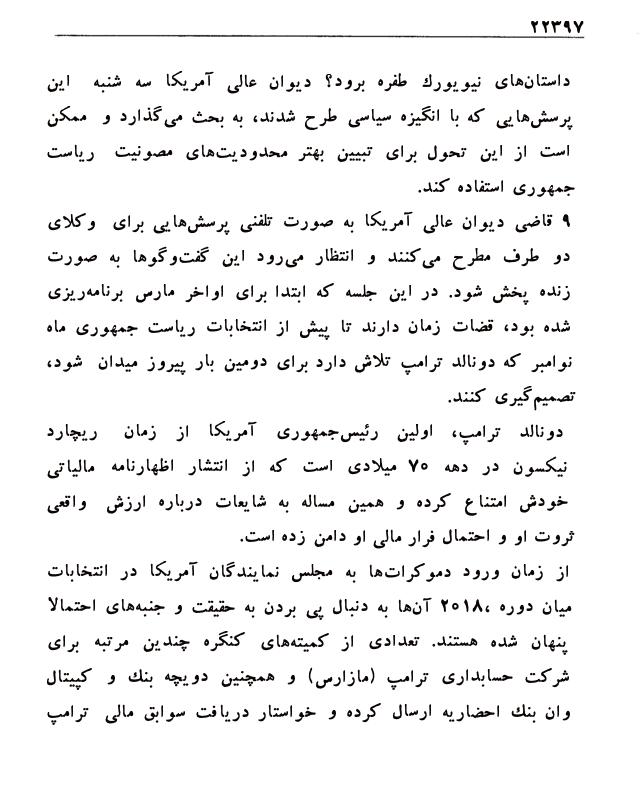 ۲۲۳۹۷
داستان‌های نیویورك طفره برود؟ دیوان عالی آمریکا سه شنبه این
پرسش‌هایی که با انگیزه سیاسی طرح شدند، به بحث می‌گذارد و ممکن
است از این تحول برای تبیین بهتر محدودیت‌های مصونیت ریاست
جمهوری استفاده کند.
۹ قاضی دیوان عالی آمریکا به صورت تلفنی پرسش‌هایی برای وکلای
دو طرف مطرح می‌کنند و انتظار می‌رود این گفت‌وگوها به صورت
زنده پخش شود. در این جلسه که ابتدا برای اواخر مارس برنامه‌ریزی
شده بود، قضات زمان دارند تا پیش از انتخابات ریاست جمهوری ماه
نوامبر که دونالد ترامپ تلاش دارد برای دومین بار پیروز میدان شود،
تصمیم‌گیری کنند.
دونالد ترامپ، اولین رئیس‌جمهوری آمریکا از زمان ریچارد
نیکسون در دهه ۷۰ میلادی است که از انتشار اظهارنامه مالیاتی
خودش امتناع کرده و همین مساله به شایعات درباره ارزش واقعی
ثروت او و احتمال فرار مالی او دامن زده است.
از زمان ورود دموکرات‌ها به مجلس نمایندگان آمریکا در انتخابات
میان دوره ،۲۰۱۸ آن‌ها به دنبال پی بردن به حقیقت و جنبه‌های احتمالا
پنهان شده هستند. تعدادی از کمیته‌های کنگره چندین مرتبه برای
شرکت حسابداری ترامپ (مازارس) و همچنین دویچه بنك و کپیتال
وان بنك احضاریه ارسال کرده و خواستار دریافت سوابق مالی ترامپ